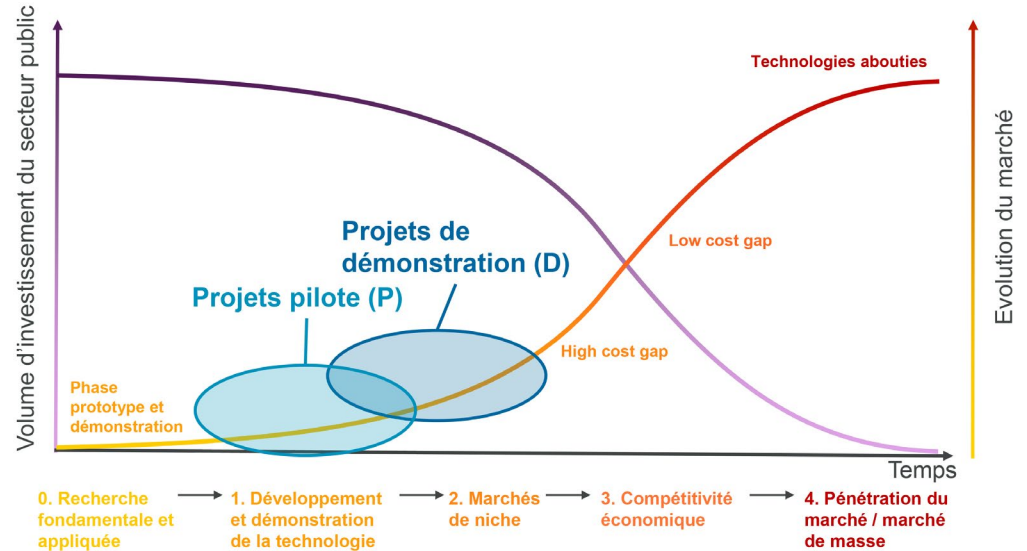 Volume d'investissement du secteur public
Technologies abouties
Evolution du marché
Projets de
démonstration (D)
Low cost gap
Projets pilote (P)
High cost gap
Phase
prototype et
démonstration
Temps
0. Recherche
fondamentale et
appliquée
1. Développement
et démonstration
de la technologie
2. Marchés
de niche
3. Compétitivité
économique
4. Pénétration du
marché / marché
de masse